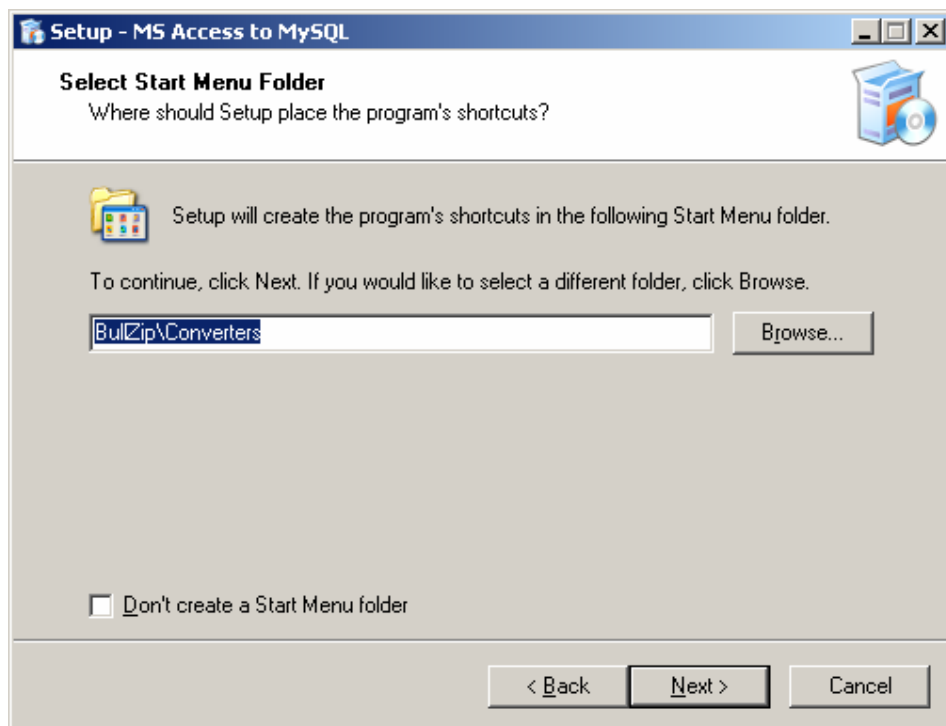 Setup - MS Access to MySQL
Select Start Menu Folder
Where should Setup place the program's shortcuts?
Setup will create the program's shortcuts in the following Start Menu folder.
To continue, click Next. If you would like to select a different folder, click Browse.
BullZip\Converters
Browse...
Don't create a Start Menu folder
< Back
Next >
Cancel